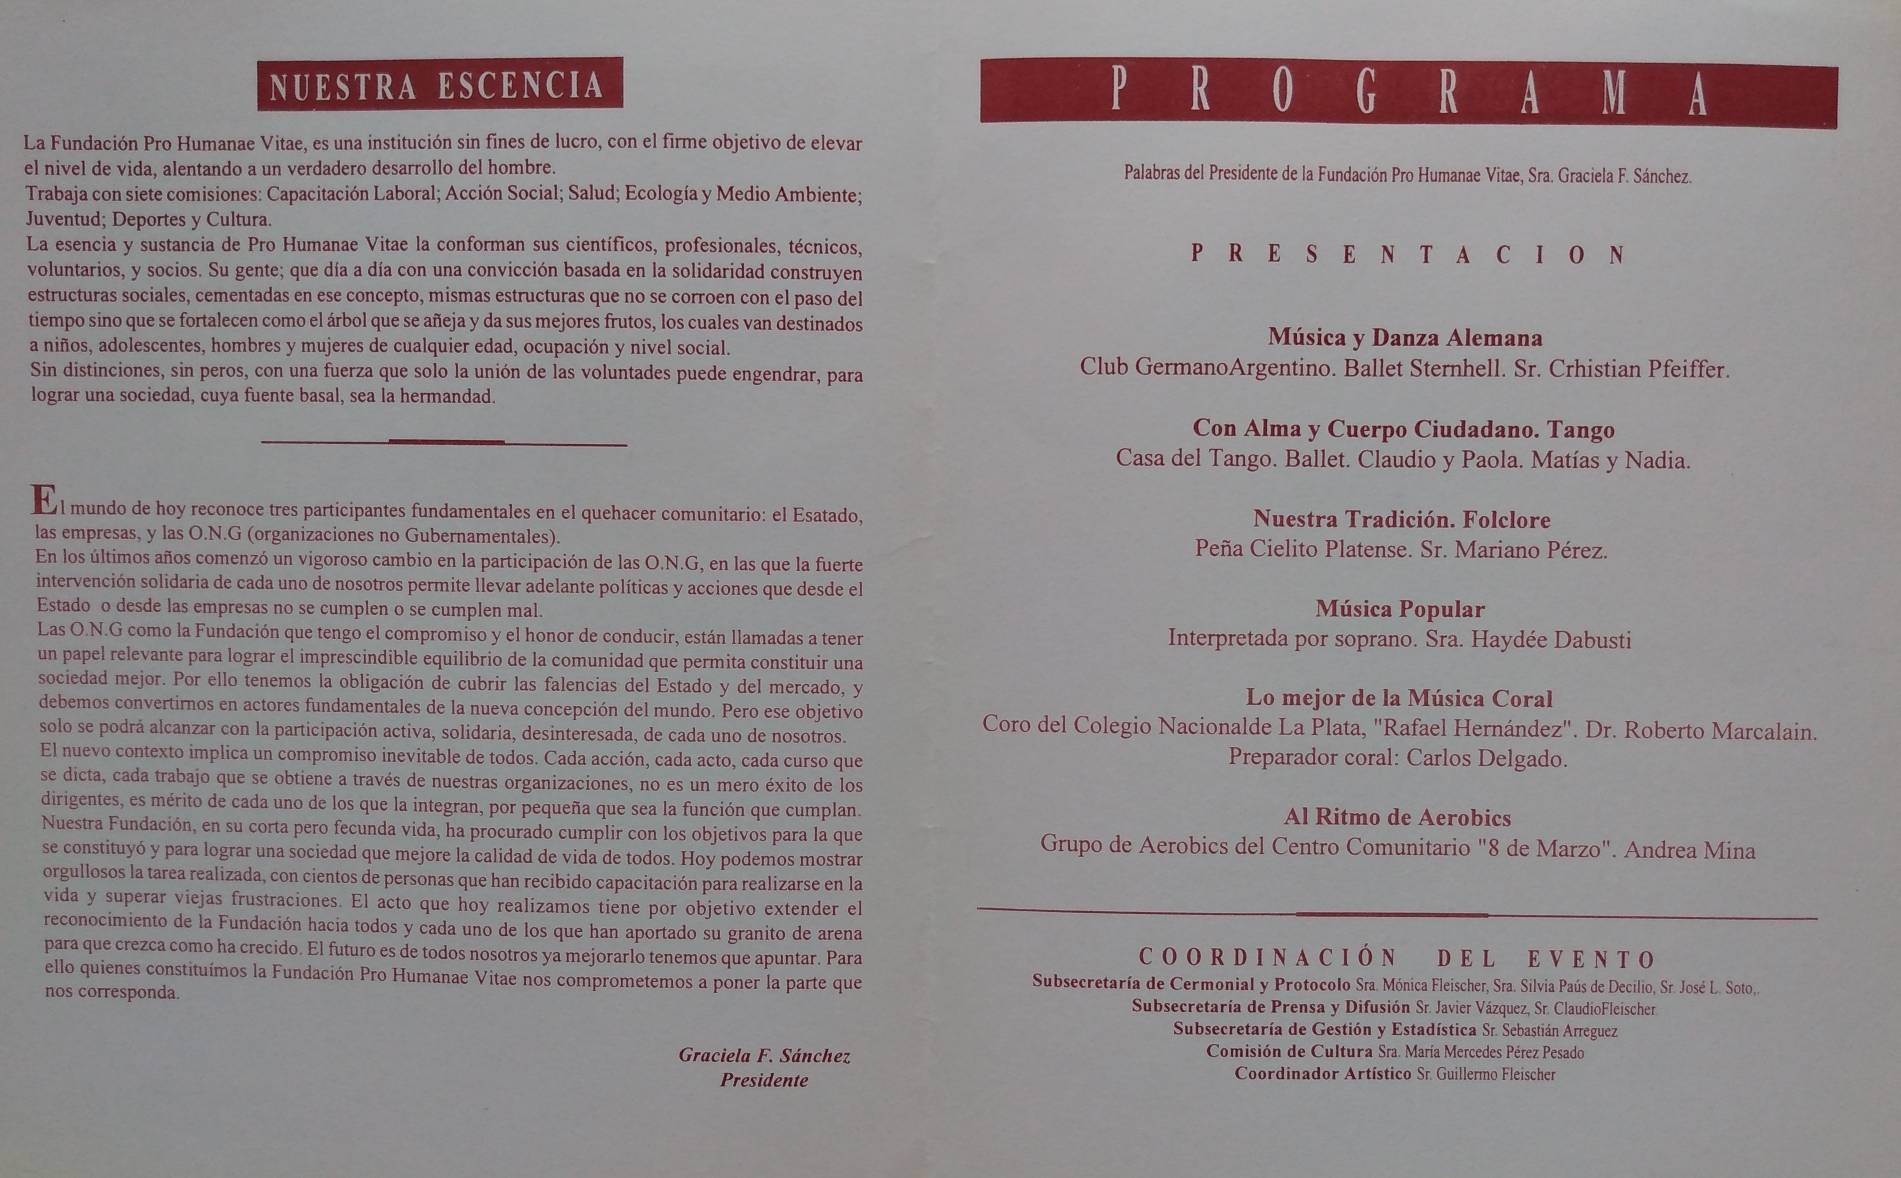 NUESTRA ESCENCIA
La Fundación Pro Humanae Vitae, es una institución sin fines de lucro, con el firme objetivo de elevar
el nivel de vida, alentando a un verdadero desarrollo del hombre.
Trabaja con siete comisiones: Capacitación Laboral; Acción Social; Salud; Ecología y Medio Ambiente;
Juventud; Deportes y Cultura.
La esencia y sustancia de Pro Humanae Vitae la conforman sus científicos, profesionales, técnicos,
voluntarios, y socios. Su gente; que día a día con una convicción basada en la solidaridad construyen
estructuras sociales, cementadas en ese concepto, mismas estructuras que no se corroen con el paso del
tiempo sino que se fortalecen como el árbol que se añeja y da sus mejores frutos, los cuales van destinados
a niños, adolescentes, hombres y mujeres de cualquier edad, ocupación y nivel social.
Sin distinciones, sin peros, con una fuerza que solo la unión de las voluntades puede engendrar, para
lograr una sociedad, cuya fuente basal, sea la hermandad.
El mundo de hoy reconoce tres participantes fundamentales en el quehacer comunitario: el Esatado,
las empresas, y las O.N.G (organizaciones no Gubernamentales).
En los últimos años comenzó un vigoroso cambio en la participación de las O.N.G, en las que la fuerte
intervención solidaria de cada uno de nosotros permite llevar adelante políticas y acciones que desde el
Estado o desde las empresas no se cumplen o se cumplen mal.
Las O.N.G como la Fundación que tengo el compromiso y el honor de conducir, están llamadas a tener
un papel relevante para lograr el imprescindible equilibrio de la comunidad que permita constituir una
sociedad mejor. Por ello tenemos la obligación de cubrir las falencias del Estado y del mercado, y
debemos convertirnos en actores fundamentales de la nueva concepción del mundo. Pero ese objetivo
solo se podrá alcanzar con la participación activa, solidaria, desinteresada, de cada uno de nosotros.
El nuevo contexto implica un compromiso inevitable de todos. Cada acción, cada acto, cada curso que
se dicta, cada trabajo que se obtiene a través de nuestras organizaciones, no es un mero éxito de los
dirigentes, es mérito de cada uno de los que la integran, por pequeña que sea la función que cumplan.
Nuestra Fundación, en su corta pero fecunda vida, ha procurado cumplir con los objetivos para la que
se constituyó y para lograr una sociedad que mejore la calidad de vida de todos. Hoy podemos mostrar
orgullosos la tarea realizada, con cientos de personas que han recibido capacitación para realizarse en la
vida y superar viejas frustraciones. El acto que hoy realizamos tiene por objetivo extender el
reconocimiento de la Fundación hacia todos y cada uno de los que han aportado su granito de arena
para que crezca como ha crecido. El futuro es de todos nosotros ya mejorarlo tenemos que apuntar. Para
ello quienes constituímos la Fundación Pro Humanae Vitae nos comprometemos a poner la parte que
nos corresponda.
Graciela F. Sánchez
Presidente
PROGRAMA
Palabras del Presidente de la Fundación Pro Humanae Vitae, Sra. Graciela F. Sánchez.
PRESENTACION
Música y Danza Alemana
Club GermanoArgentino. Ballet Sternhell. Sr. Crhistian Pfeiffer.
Con Alma y Cuerpo Ciudadano. Tango
Casa del Tango. Ballet. Claudio y Paola. Matías y Nadia.
Nuestra Tradición. Folclore
Peña Cielito Platense. Sr. Mariano Pérez.
Música Popular
Interpretada por soprano. Sra. Haydée Dabusti
Lo mejor de la Música Coral
Coro del Colegio Nacionalde La Plata, "Rafael Hernández". Dr. Roberto Marcalain.
Preparador coral: Carlos Delgado.
Al Ritmo de Aerobics
Grupo de Aerobics del Centro Comunitario "8 de Marzo". Andrea Mina
COORDINACIÓN DEL EVENTO
Subsecretaría de Cermonial y Protocolo Sra. Mónica Fleischer, Sra. Silvia Paús de Decilio, Sr. José L. Soto,.
Subsecretaría de Prensa y Difusión Sr. Javier Vázquez, Sr. ClaudioFleischer
Subsecretaría de Gestión y Estadística Sr. Sebastián Arreguez
Comisión de Cultura Sra. María Mercedes Pérez Pesado
Coordinador Artístico Sr. Guillermo Fleischer